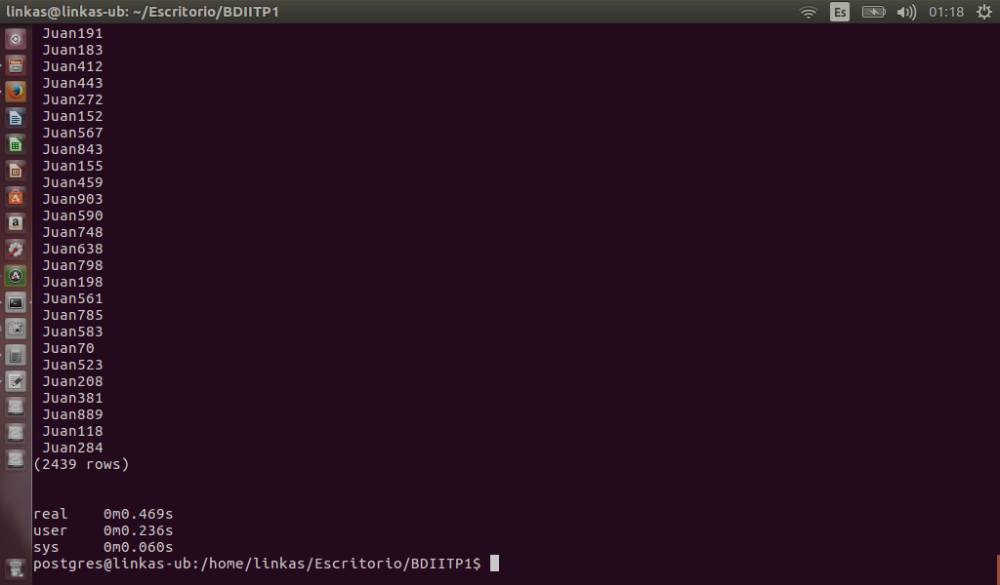 linkas@linkas-ub: ~/Escritorio/BDIITP1
Es
01:18
Juan191
Juan183
Juan412
Juan443
Juan272
Juan152
Juan567
Juan843
Juan155
Juan459
Juan903
Juan590
Juan748
Juan638
Juan798
Juan198
Juan561
Juan785
Juan583
Juan70
Juan523
Juan208
Juan381
Juan889
Juan118
Juan284
(2439 rows)
real    0m0.469s
user    0m0.236s
sys     0m0.060s
postgres@linkas-ub:/home/linkas/Escritorio/BDIITP1$